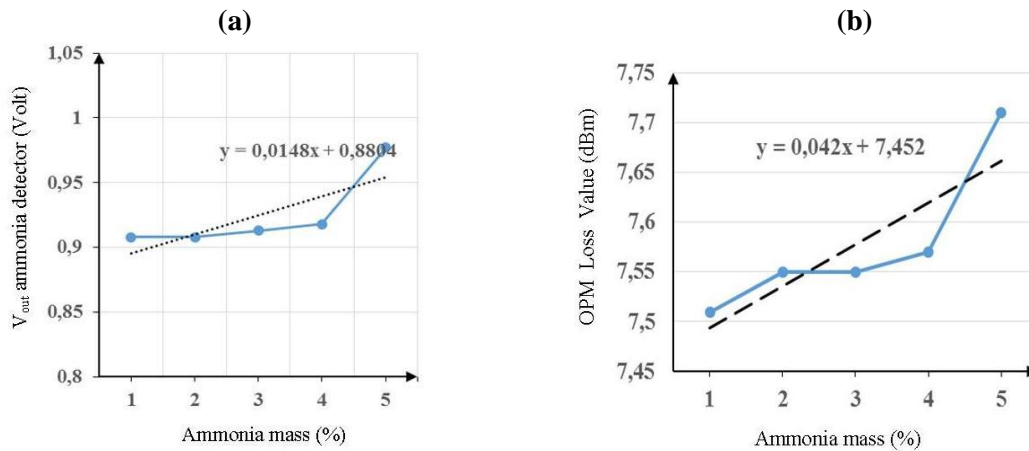 (a)
1,05
1
0,95
0,9
0,85
0,8
V_out ammonia detector (Volt)
y = 0,0148x + 0,8804
1 2 3 4 5
Ammonia mass (%)
(b)
7,75
7,7
7,65
7,6
7,55
7,5
7,45
OPM Loss Value (dBm)
y = 0,042x + 7,452
1 2 3 4 5
Ammonia mass (%)